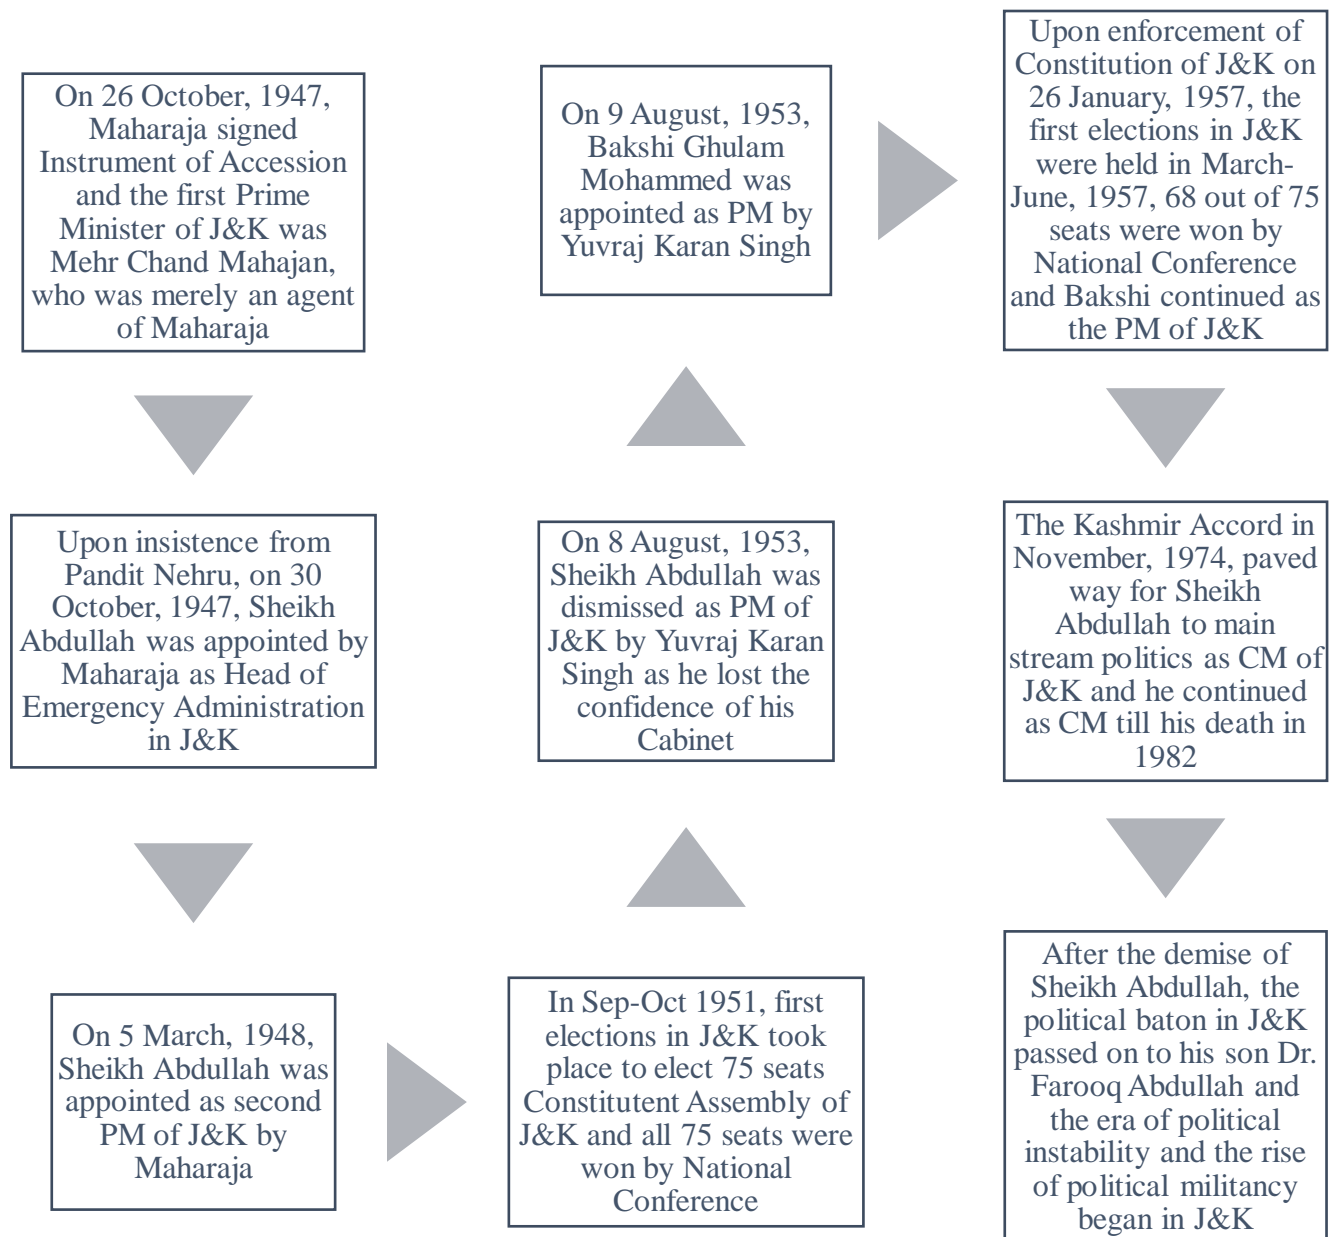 On 26 October, 1947,
Maharaja signed
Instrument of Accession
and the first Prime
Minister of J&K was
Mehr Chand Mahajan,
who was merely an agent
of Maharaja
Upon insistence from
Pandit Nehru, on 30
October, 1947, Sheikh
Abdullah was appointed by
Maharaja as Head of
Emergency Administration
in J&K
On 5 March, 1948,
Sheikh Abdullah was
appointed as second
PM of J&K by
Maharaja
In Sep-Oct 1951, first
elections in J&K took
place to elect 75 seats
Constitutent Assembly of
J&K and all 75 seats were
won by National
Conference
On 8 August, 1953,
Sheikh Abdullah was
dismissed as PM of
J&K by Yuvraj Karan
Singh as he lost the
confidence of his
Cabinet
On 9 August, 1953,
Bakshi Ghulam
Mohammed was
appointed as PM by
Yuvraj Karan Singh
Upon enforcement of
Constitution of J&K on
26 January, 1957, the
first elections in J&K
were held in March-
June, 1957, 68 out of 75
seats were won by
National Conference
and Bakshi continued as
the PM of J&K
The Kashmir Accord in
November, 1974, paved
way for Sheikh
Abdullah to main
stream politics as CM of
J&K and he continued
as CM till his death in
1982
After the demise of
Sheikh Abdullah, the
political baton in J&K
passed on to his son Dr.
Farooq Abdullah and
the era of political
instability and the rise
of political militancy
began in J&K